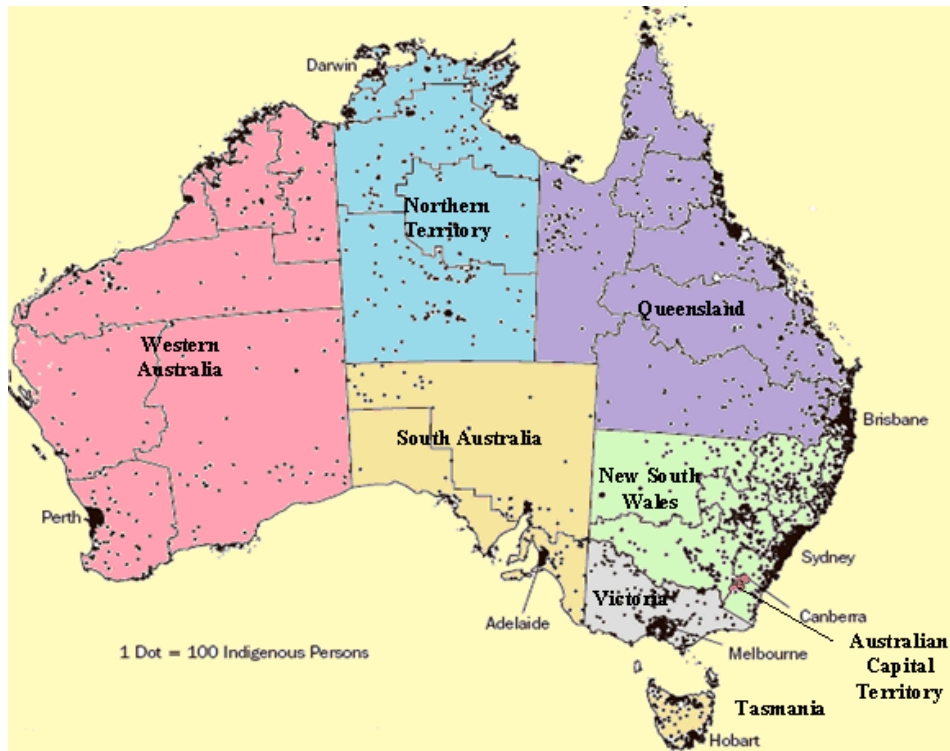 Darwin
Northern
Territory
Queensland
Western
Australia
South Australia
Brisbane
New South
Wales
Perth
Sydney
Victoria
Canberra
Adelaide
1 Dot = 100 Indigenous Persons
Melbourne
Australian
Capital
Territory
Tasmania
Hobart